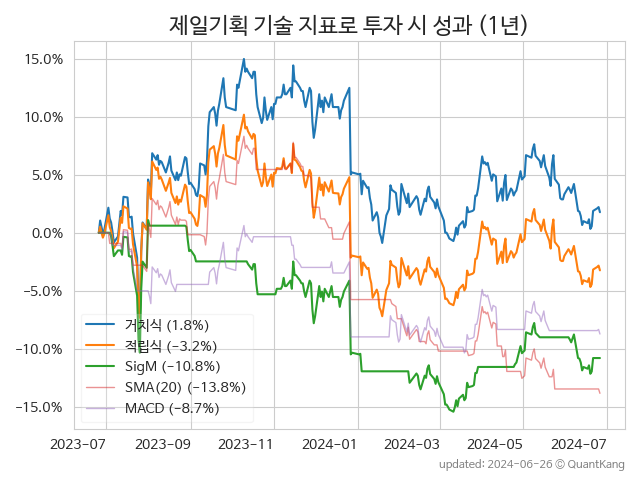 제일기획 기술 지표로 투자 시 성과 (1년)
15.0%
10.0%
5.0%
0.0%
−5.0%
−10.0%
−15.0%
거치식 (1.8%)
적립식 (−3.2%)
SigM (−10.8%)
SMA(20) (−13.8%)
MACD (−8.7%)
2023-07 2023-09 2023-11 2024-01 2024-03 2024-05 2024-07
updated: 2024-06-26 © QuantKang